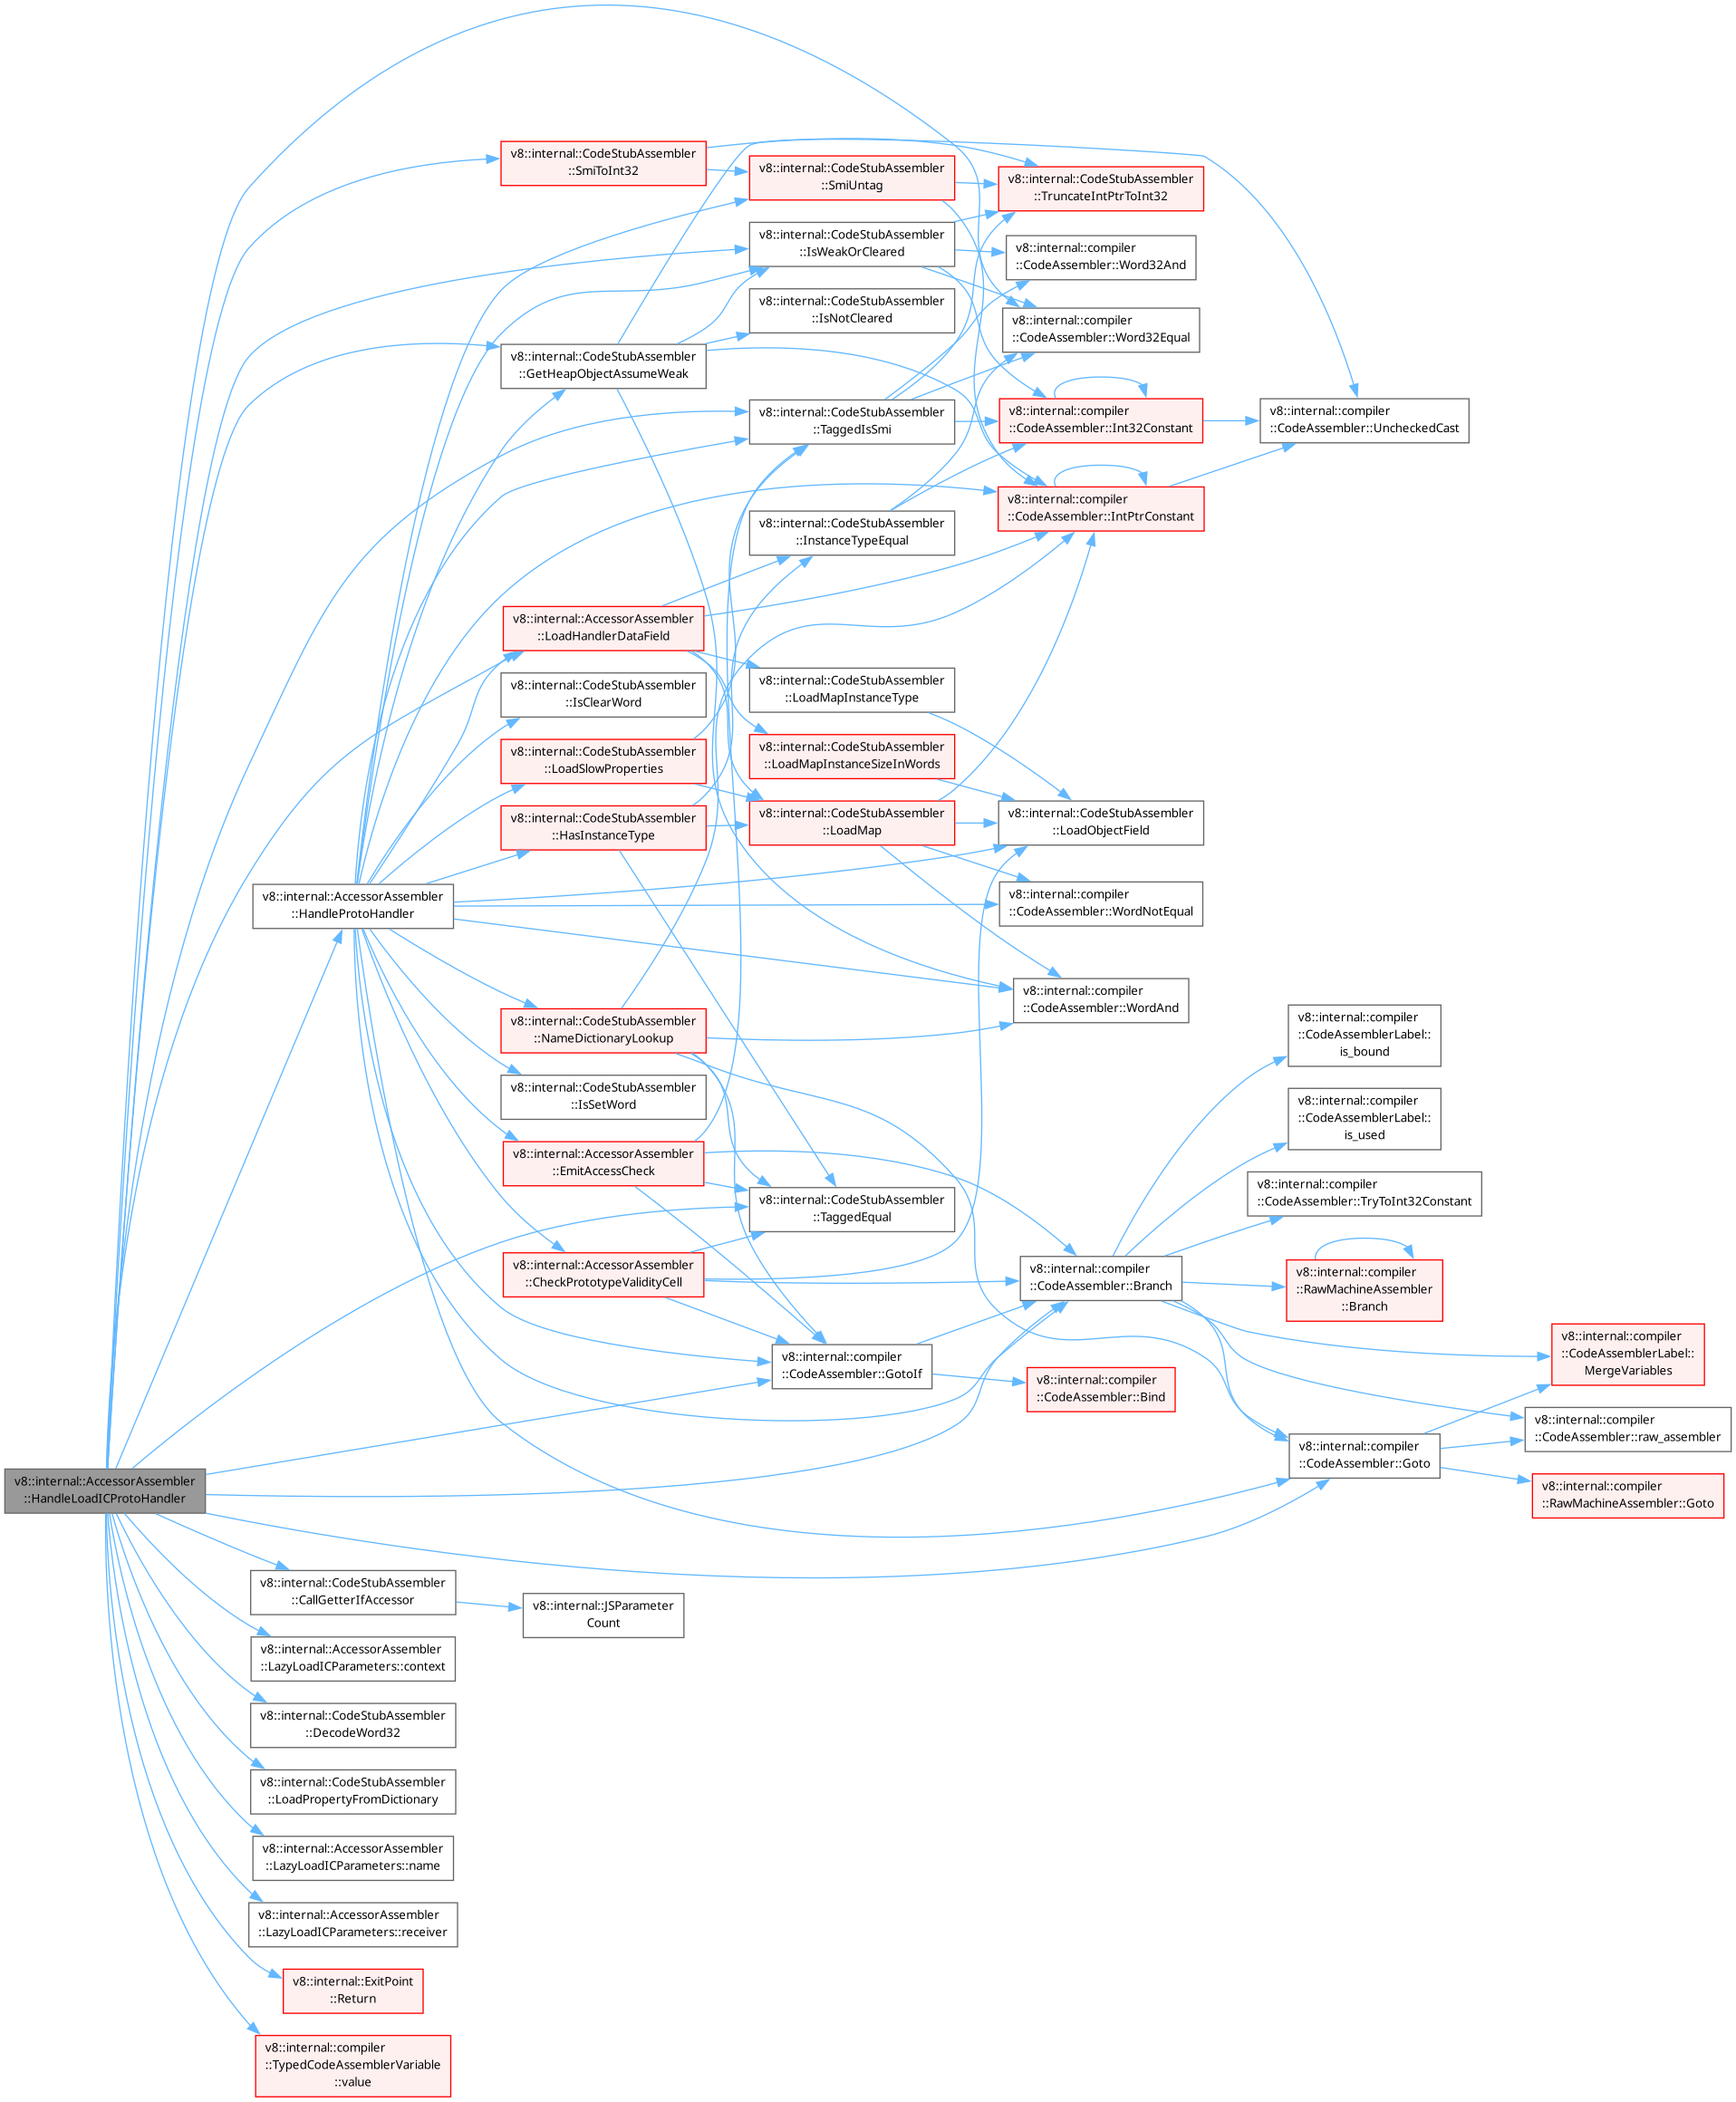 v8::internal::CodeStubAssembler
::SmiToInt32
v8::internal::CodeStubAssembler
::SmiUntag
v8::internal::CodeStubAssembler
::TruncateIntPtrToInt32
v8::internal::CodeStubAssembler
::IsWeakOrCleared
v8::internal::compiler
::CodeAssembler::Word32And
v8::internal::CodeStubAssembler
::IsNotCleared
v8::internal::compiler
::CodeAssembler::Word32Equal
v8::internal::CodeStubAssembler
::GetHeapObjectAssumeWeak
v8::internal::CodeStubAssembler
::TaggedIsSmi
v8::internal::compiler
::CodeAssembler::Int32Constant
v8::internal::compiler
::CodeAssembler::UncheckedCast
v8::internal::compiler
::CodeAssembler::IntPtrConstant
v8::internal::CodeStubAssembler
::InstanceTypeEqual
v8::internal::AccessorAssembler
::LoadHandlerDataField
v8::internal::CodeStubAssembler
::IsClearWord
v8::internal::CodeStubAssembler
::LoadMapInstanceType
v8::internal::CodeStubAssembler
::LoadSlowProperties
v8::internal::CodeStubAssembler
::LoadMapInstanceSizeInWords
v8::internal::CodeStubAssembler
::HasInstanceType
v8::internal::CodeStubAssembler
::LoadMap
v8::internal::CodeStubAssembler
::LoadObjectField
v8::internal::AccessorAssembler
::HandleProtoHandler
v8::internal::compiler
::CodeAssembler::WordNotEqual
v8::internal::compiler
::CodeAssembler::WordAnd
v8::internal::CodeStubAssembler
::NameDictionaryLookup
v8::internal::compiler
::CodeAssemblerLabel::
is_bound
v8::internal::CodeStubAssembler
::IsSetWord
v8::internal::compiler
::CodeAssemblerLabel::
is_used
v8::internal::AccessorAssembler
::EmitAccessCheck
v8::internal::CodeStubAssembler
::TaggedEqual
v8::internal::compiler
::CodeAssembler::TryToInt32Constant
v8::internal::AccessorAssembler
::CheckPrototypeValidityCell
v8::internal::compiler
::CodeAssembler::Branch
v8::internal::compiler
::RawMachineAssembler
::Branch
v8::internal::compiler
::CodeAssembler::GotoIf
v8::internal::compiler
::CodeAssembler::Bind
v8::internal::compiler
::CodeAssemblerLabel::
MergeVariables
v8::internal::compiler
::CodeAssembler::raw_assembler
v8::internal::compiler
::CodeAssembler::Goto
v8::internal::compiler
::RawMachineAssembler::Goto
v8::internal::AccessorAssembler
::HandleLoadICProtoHandler
v8::internal::CodeStubAssembler
::CallGetterIfAccessor
v8::internal::JSParameter
Count
v8::internal::AccessorAssembler
::LazyLoadICParameters::context
v8::internal::CodeStubAssembler
::DecodeWord32
v8::internal::CodeStubAssembler
::LoadPropertyFromDictionary
v8::internal::AccessorAssembler
::LazyLoadICParameters::name
v8::internal::AccessorAssembler
::LazyLoadICParameters::receiver
v8::internal::ExitPoint
::Return
v8::internal::compiler
::TypedCodeAssemblerVariable
::value